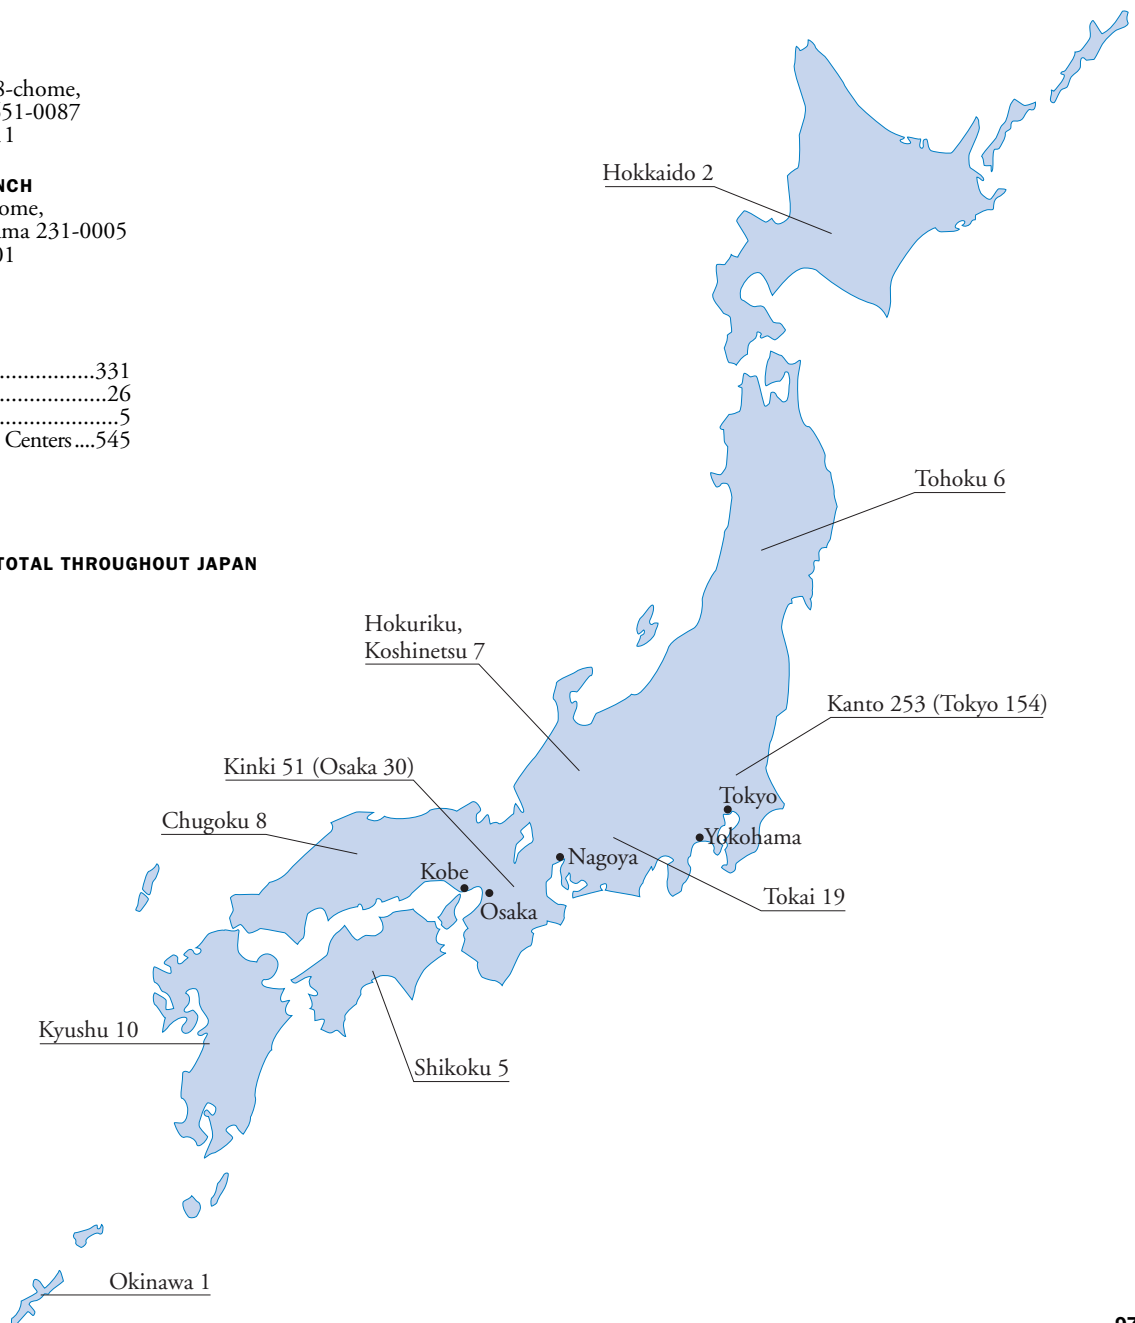 -chome,
51-0087
1
NCH
ome,
ma 231-0005
01
................331
..................26
....................5
Centers....545
TOTAL THROUGHOUT JAPAN
Hokkaido 2
Tohoku 6
Hokuriku,
Koshinetsu 7
Kanto 253 (Tokyo 154)
Kinki 51 (Osaka 30)
Tokyo
Chugoku 8
Yokohama
Nagoya
Kobe
Tokai 19
Osaka
Kyushu 10
Shikoku 5
Okinawa 1